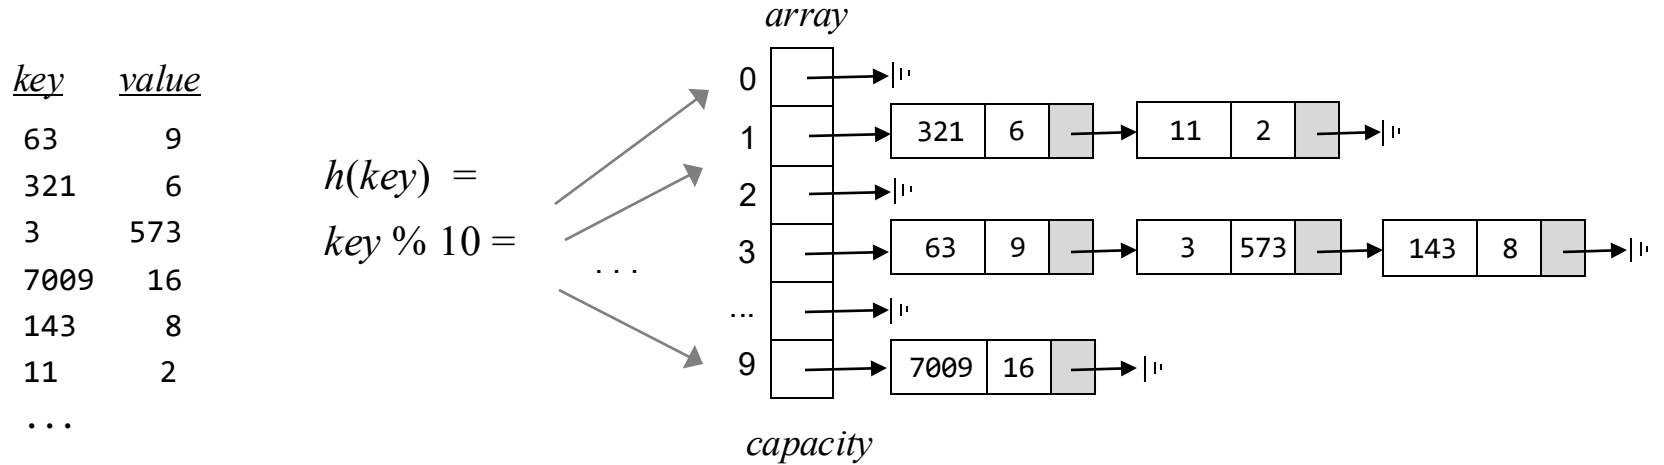 key value
63 9
321 6
3 573
7009 16
143 8
11 2
...
h(key) =
key % 10 =
...
array
0
1 321 6 11 2
2
3 63 9 3 573 143 8
...
9 7009 16
capacity